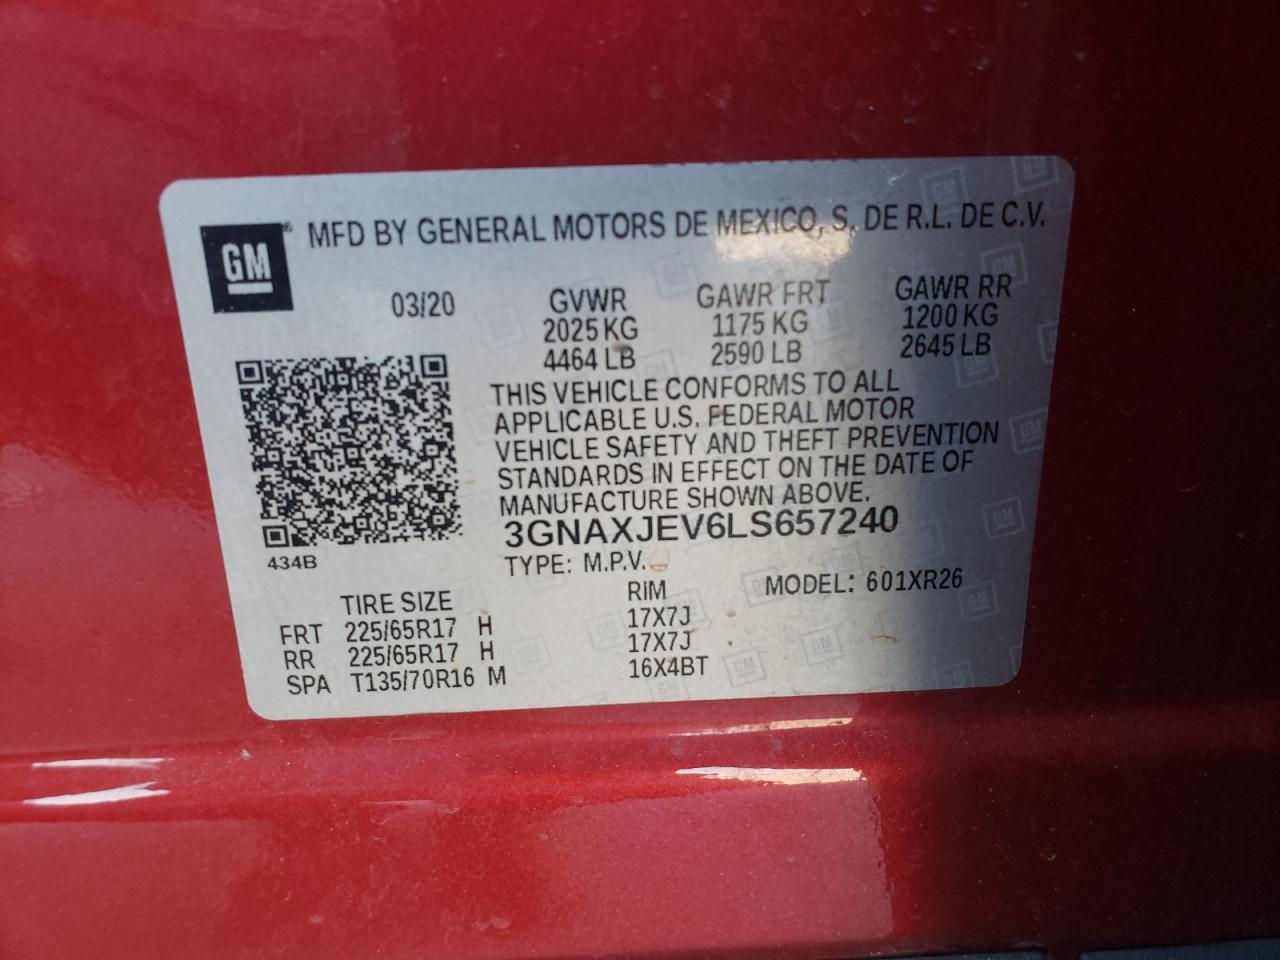 GM® MFD BY GENERAL MOTORS DE MEXICO, S. DE R.L. DE C.V.
03/20 GVWR GAWR FRT GAWR RR
2025 KG 1175 KG 1200 KG
4464 LB 2590 LB 2645 LB
THIS VEHICLE CONFORMS TO ALL
APPLICABLE U.S. FEDERAL MOTOR
VEHICLE SAFETY AND THEFT PREVENTION
STANDARDS IN EFFECT ON THE DATE OF
MANUFACTURE SHOWN ABOVE.
3GNAXJEV6LS657240
434B
TYPE: M.P.V.
MODEL: 601XR26
TIRE SIZE RIM
FRT 225/65R17 H 17X7J
RR 225/65R17 H 17X7J
SPA T135/70R16 M 16X4BT